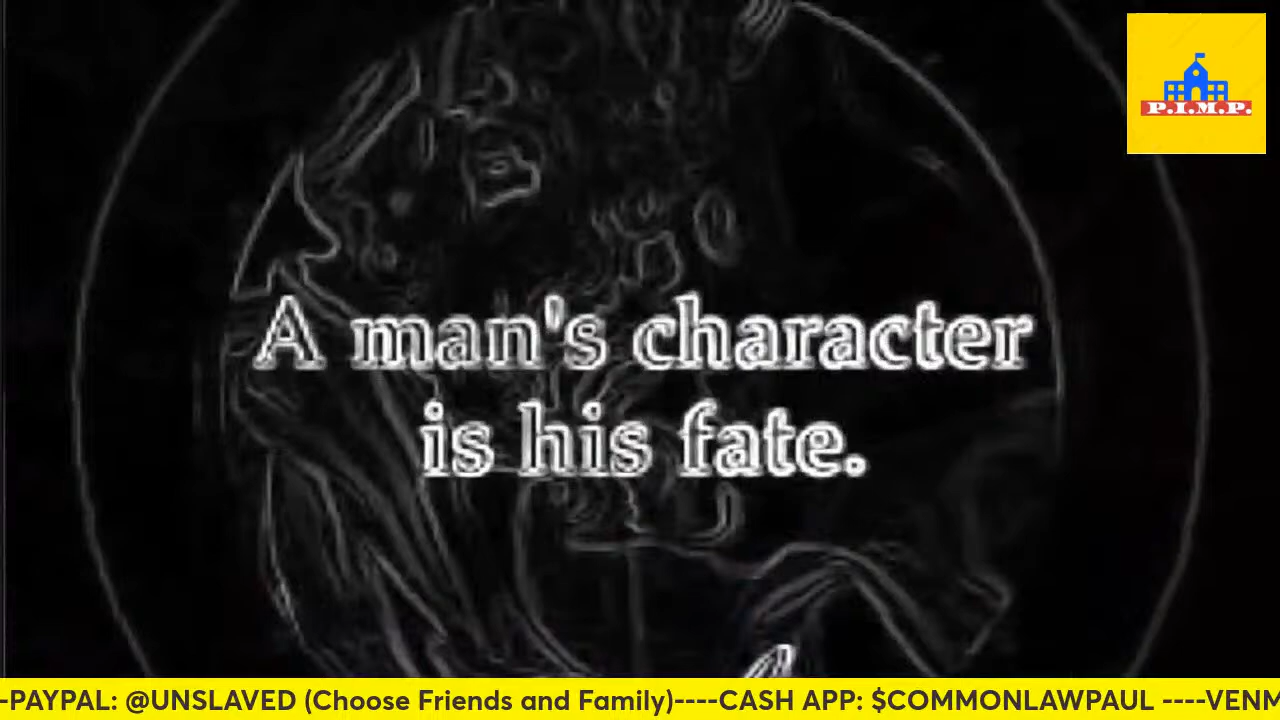 P.I.M.P.
A man's character
is his fate.
-PAYPAL: @UNSLAVED (Choose Friends and Family)----CASH APP: $COMMONLAWPAUL ----VENM